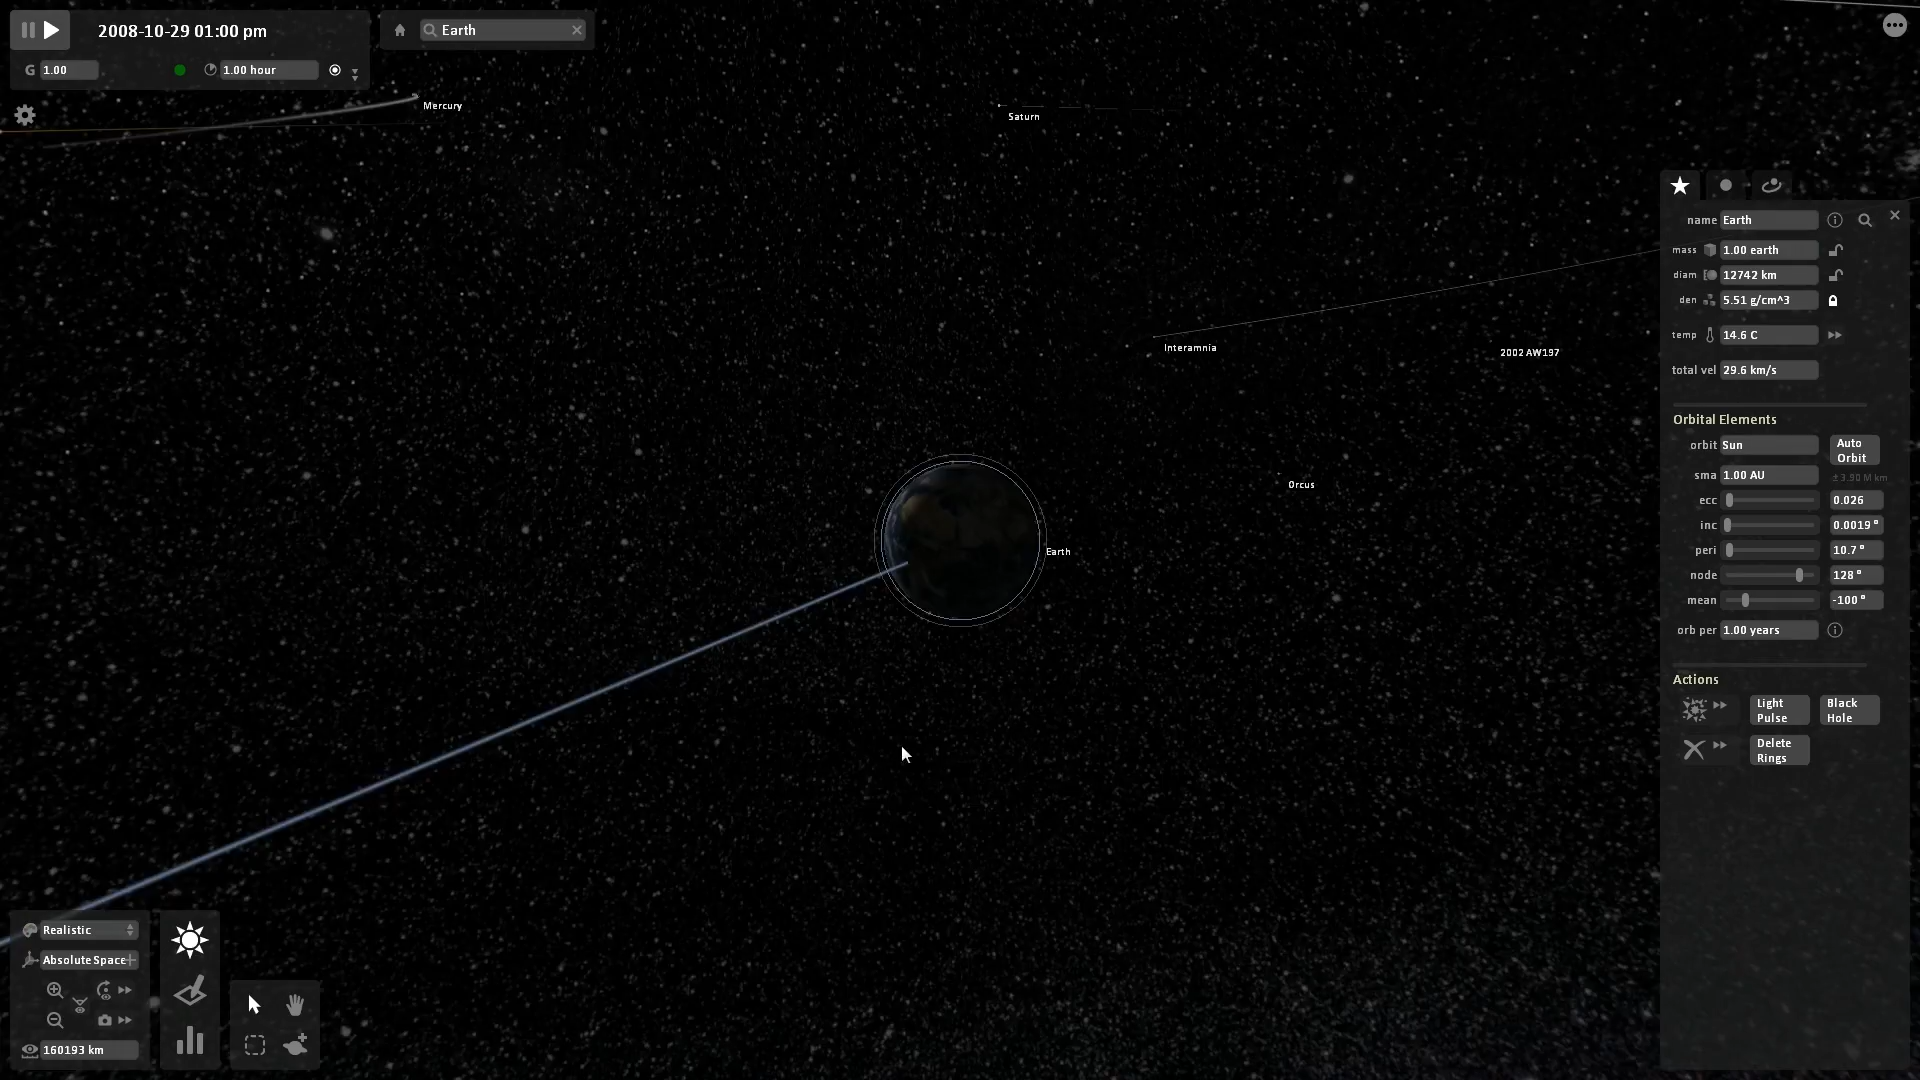 2008-10-29 01:00 pm
Earth
G 1.00
1.00 hour
Mercury
Saturn
Interamnia
2002 AW197
Orcus
Earth
name Earth
mass 1.00 earth
diam 12742 km
den 5.51 g/cm^3
temp 14.6 C
total vel 29.6 km/s
Orbital Elements
orbit Sun
Auto
Orbit
sma 1.00 AU
±3.90 M km
ecc 0.026
inc 0.0019 °
peri 10.7 °
node 128 °
mean -100 °
orb per 1.00 years
Actions
Light
Pulse
Black
Hole
Delete
Rings
Realistic
Absolute Space
160193 km